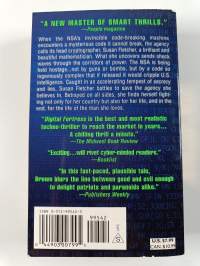 "A NEW MASTER OF SMART THRILLS."
—People magazine
When the NSA's invincible code-breaking machine
encounters a mysterious code it cannot break, the agency
calls its head cryptographer, Susan Fletcher, a brilliant and
beautiful mathematician. What she uncovers sends shock
waves through the corridors of power. The NSA is being
held hostage, not by guns or bombs, but by a code so
ingeniously complex that if released it would cripple U.S.
intelligence. Caught in an accelerating tempest of secrecy
and lies, Susan Fletcher battles to save the agency she
believes in. Betrayed on all sides, she finds herself fighting
not only for her country but also for her life, and in the
end, for the life of the man she loves.
"Digital Fortress is the best and most realistic
techno-thriller to reach the market in years...
A chilling thrill a minute."
—The Midwest Book Review
"Exciting... will rivet cyber-minded readers."
—Booklist
"In this fast-paced, plausible tale,
Brown blurs the line between good and evil enough
to delight patriots and paranoids alike."
—Publishers Weekly
99542
U.S. $7.99